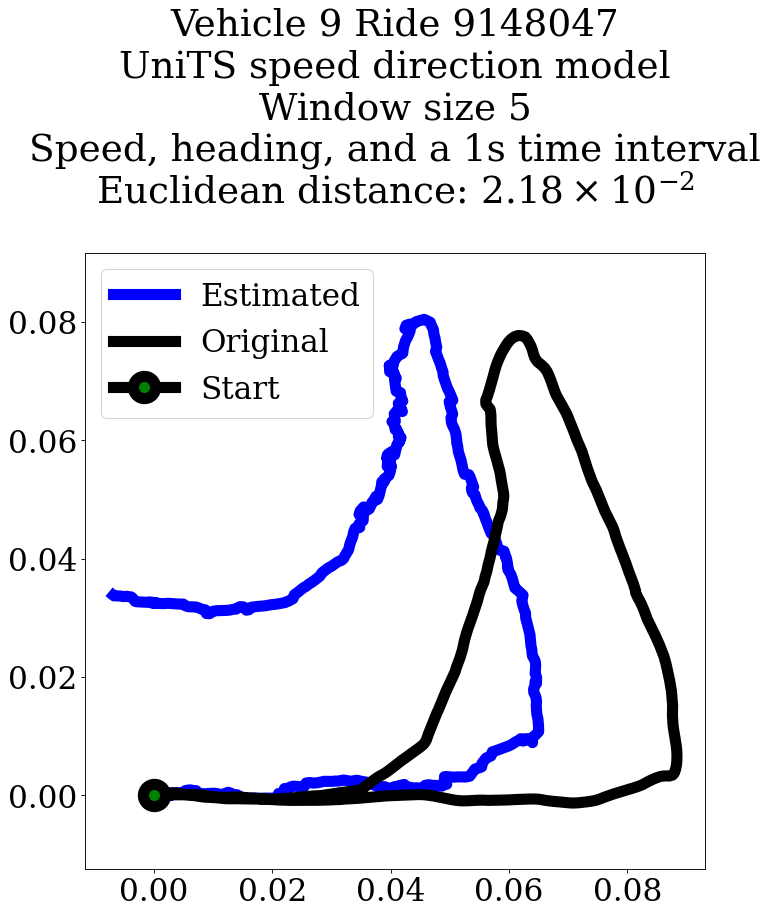 Vehicle 9 Ride 9148047
UniTS speed direction model
Window size 5
Speed, heading, and a 1s time interval
Euclidean distance: 2.18 × 10⁻²
Estimated
Original
Start
0.08
0.06
0.04
0.02
0.00
0.00 0.02 0.04 0.06 0.08